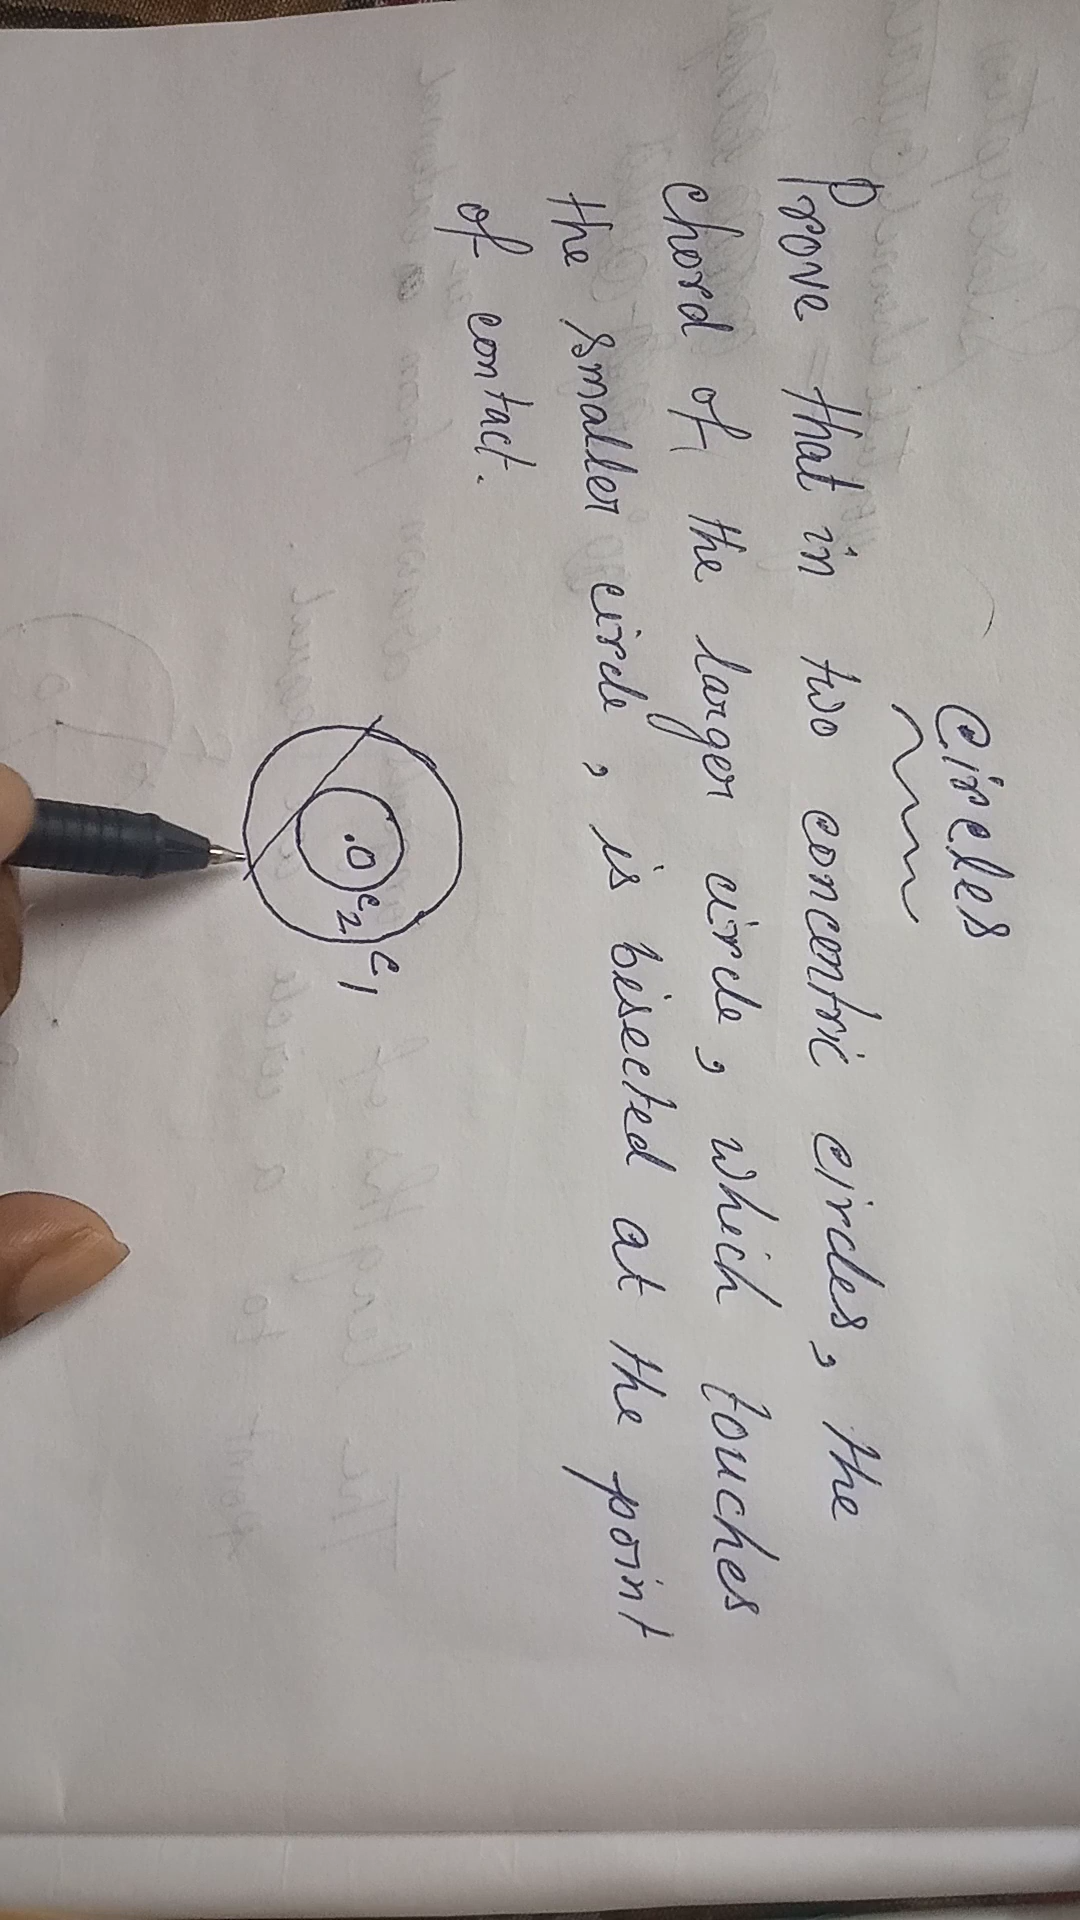 Circles
Prove that in two concentric circles, the
chord of the larger circle, which touches
the smaller circle, is bisected at the point
of contact.
.O
C2
C1